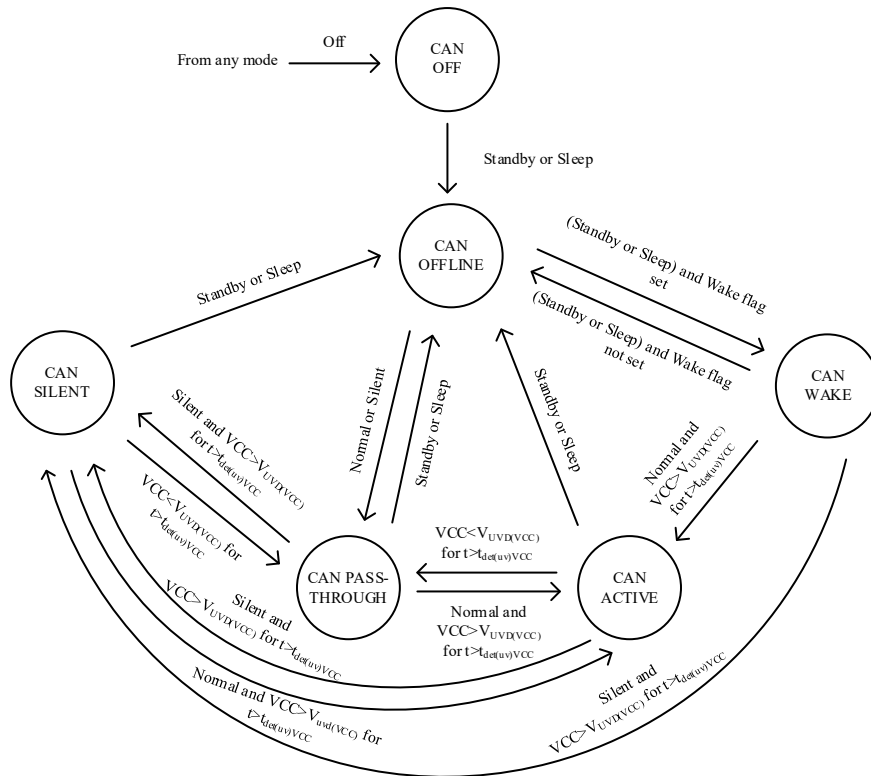 Off
From any mode
CAN
OFF
Standby or Sleep
CAN
OFFLINE
(Standby or Sleep) and Wake flag
set
(Standby or Sleep) and Wake flag
not set
Standby or Sleep
CAN
SILENT
CAN
WAKE
Normal or Silent
Standby or Sleep
Standby or Sleep
Silent and VCC>VUVD(VCC)
for t>tdet(uv)VCC
VCC<VUVD(VCC) for
t>tdet(uv)VCC
Normal and
VCC>VUVD(VCC)
for t>tdet(uv)VCC
VCC<VUVD(VCC)
for t>tdet(uv)VCC
CAN PASS-
THROUGH
CAN
ACTIVE
Normal and
VCC>VUVD(VCC)
for t>tdet(uv)VCC
Silent and
VCC>VUVD(VCC) for t>tdet(uv)VCC
Normal and VCC>Vuvd(VCC) for
t>tdet(uv)VCC
Silent and
VCC>VUVD(VCC) for t>tdet(uv)VCC